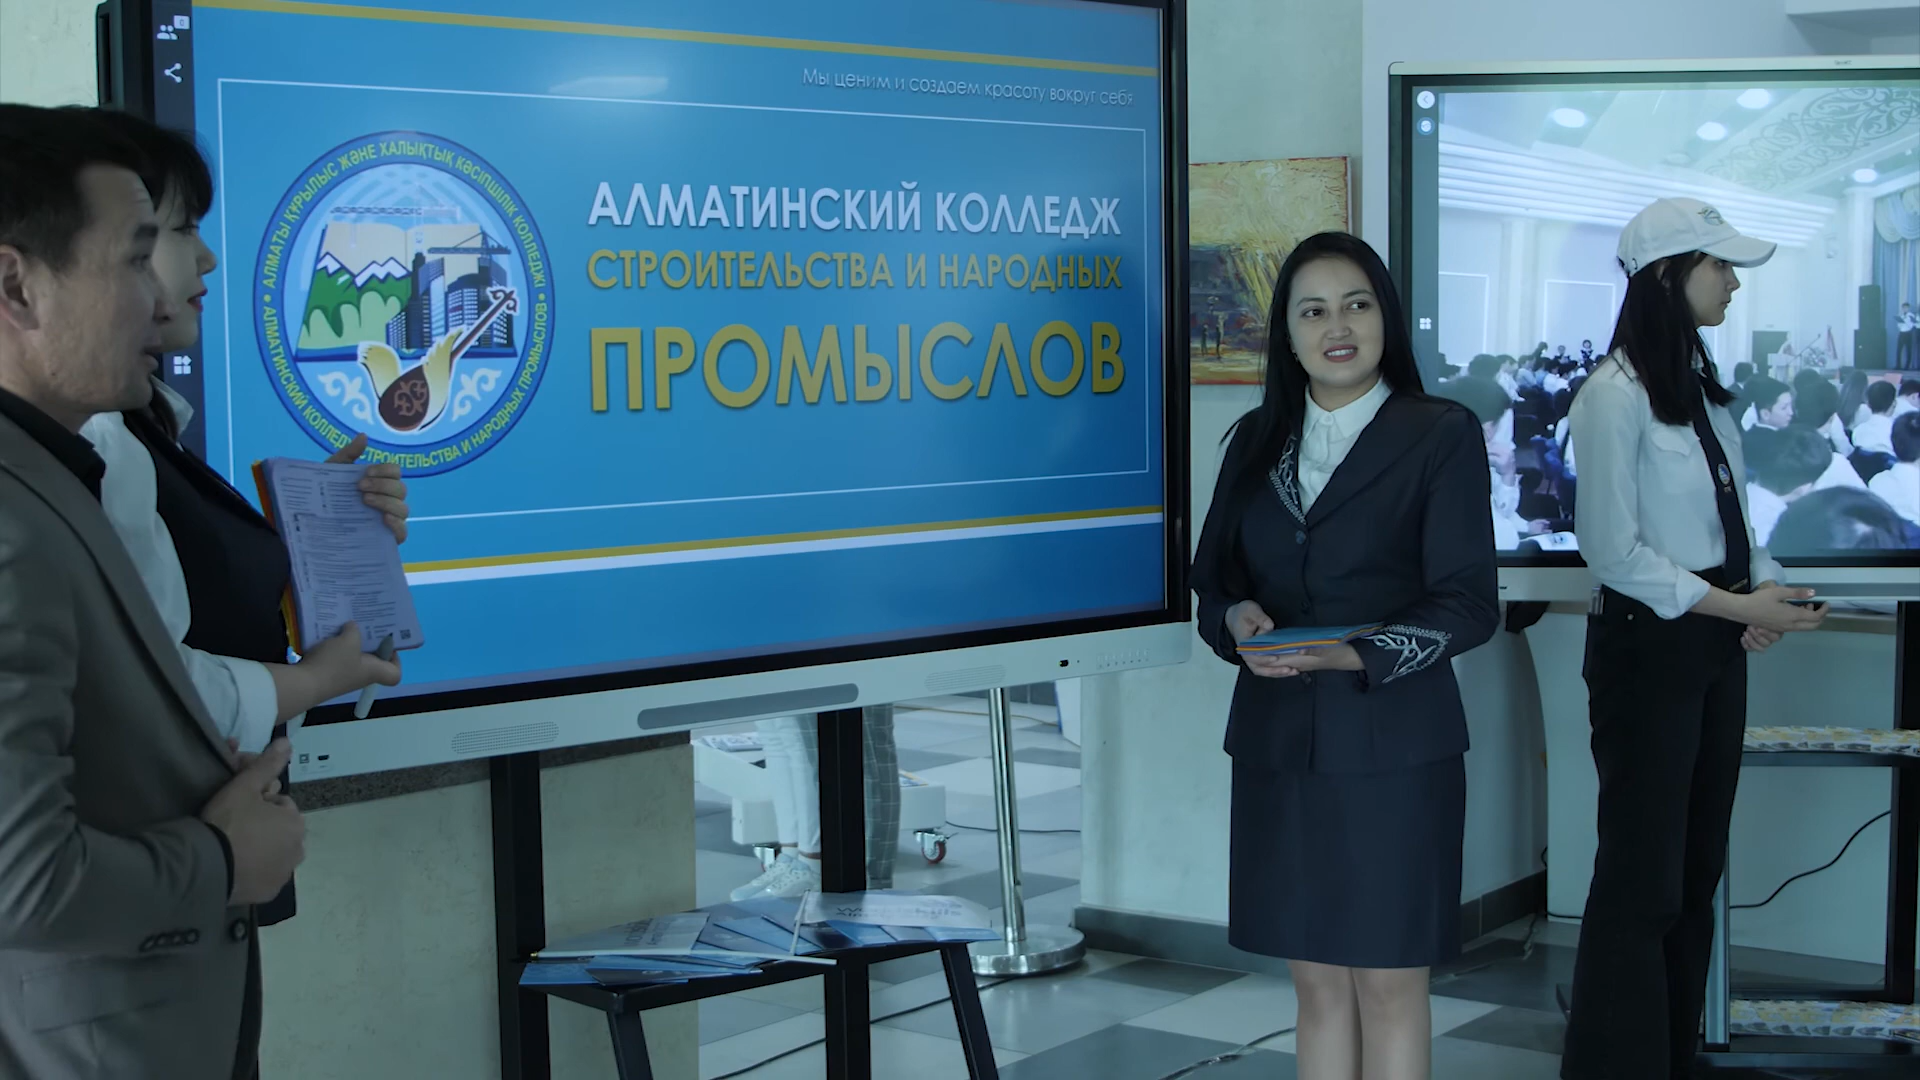 Мы ценим и создаем красоту вокруг себя
АЛМАТЫ ҚҰРЫЛЫС ЖӘНЕ ХАЛЫҚТЫҚ КӘСІПШІЛІК КОЛЛЕДЖІ
АЛМАТИНСКИЙ КОЛЛЕДЖ СТРОИТЕЛЬСТВА И НАРОДНЫХ ПРОМЫСЛОВ
АЛМАТИНСКИЙ КОЛЛЕДЖ
СТРОИТЕЛЬСТВА И НАРОДНЫХ
ПРОМЫСЛОВ